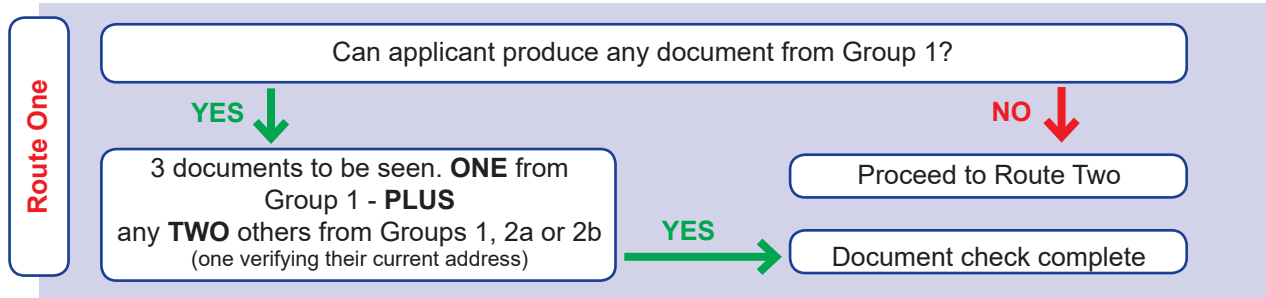 Route One
Can applicant produce any document from Group 1?
YES
NO
3 documents to be seen. ONE from
Group 1 - PLUS
any TWO others from Groups 1, 2a or 2b
(one verifying their current address)
Proceed to Route Two
YES
Document check complete